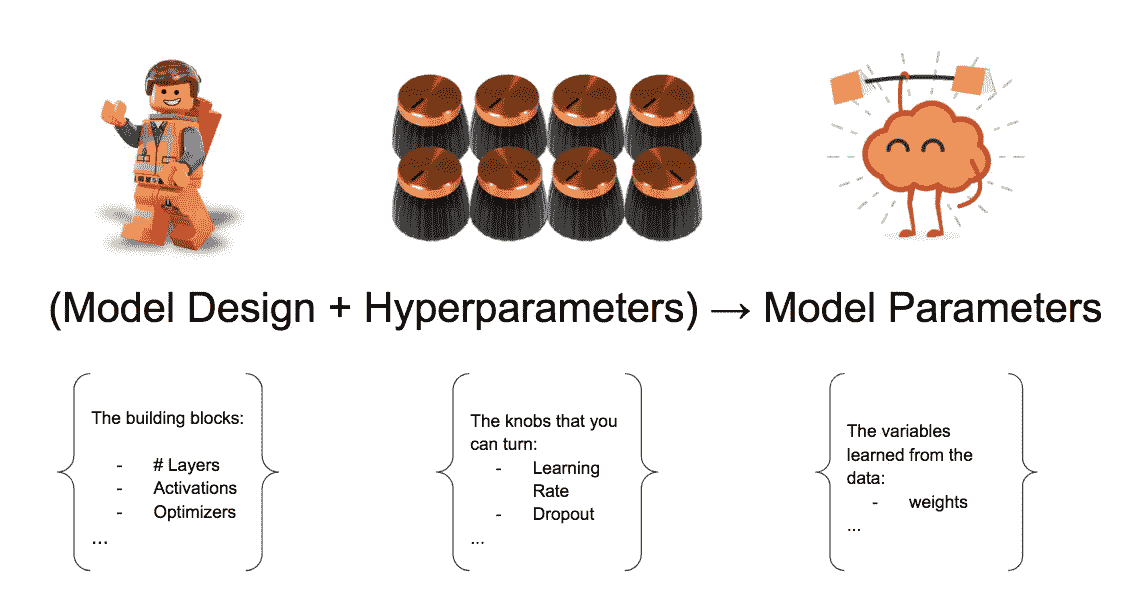 (Model Design + Hyperparameters) → Model Parameters
The building blocks:
- # Layers
- Activations
- Optimizers
...
The knobs that you
can turn:
- Learning
Rate
- Dropout
...
The variables
learned from the
data:
- weights
...